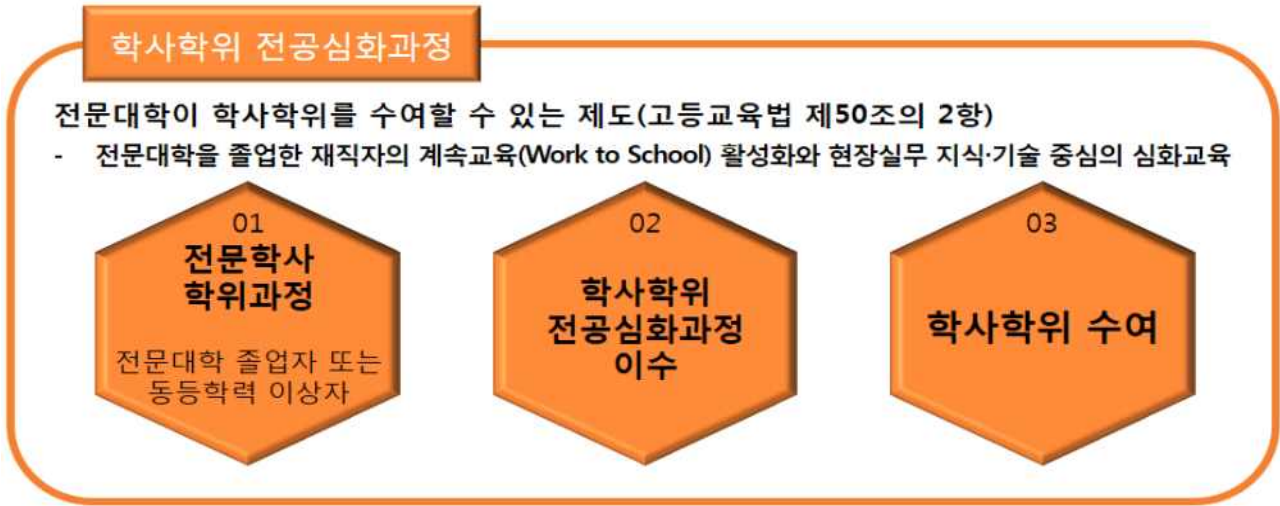 학사학위 전공심화과정
전문대학이 학사학위를 수여할 수 있는 제도(고등교육법 제50조의 2항)
- 전문대학을 졸업한 재직자의 계속교육(Work to School) 활성화와 현장실무 지식·기술 중심의 심화교육
01
전문학사
학위과정
전문대학 졸업자 또는
동등학력 이상자
02
학사학위
전공심화과정
이수
03
학사학위 수여